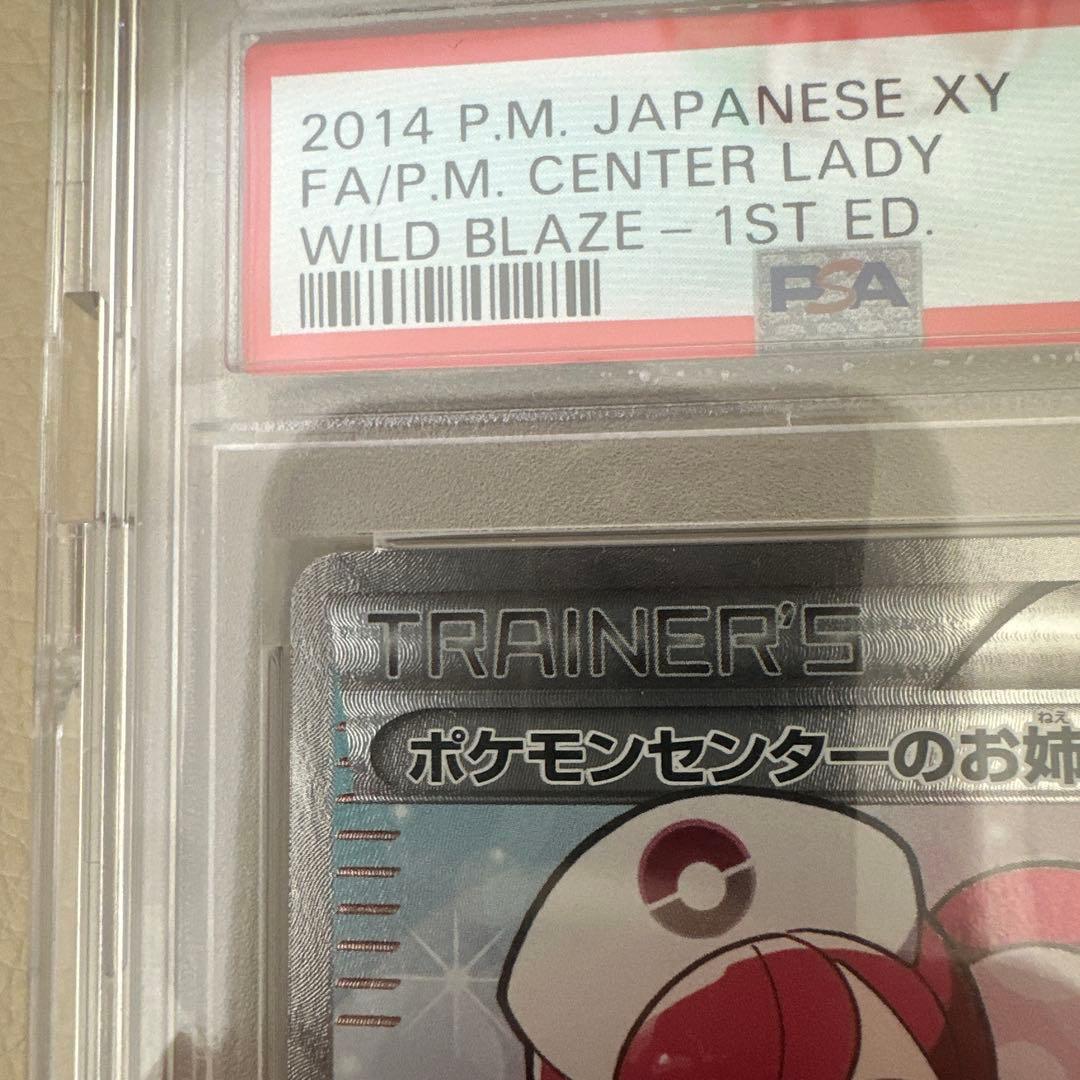 2014 P.M. JAPANESE XY
FA/P.M. CENTER LADY
WILD BLAZE – 1ST ED.
PSA
TRAINER'S
ねえ
ポケモンセンターのお姉